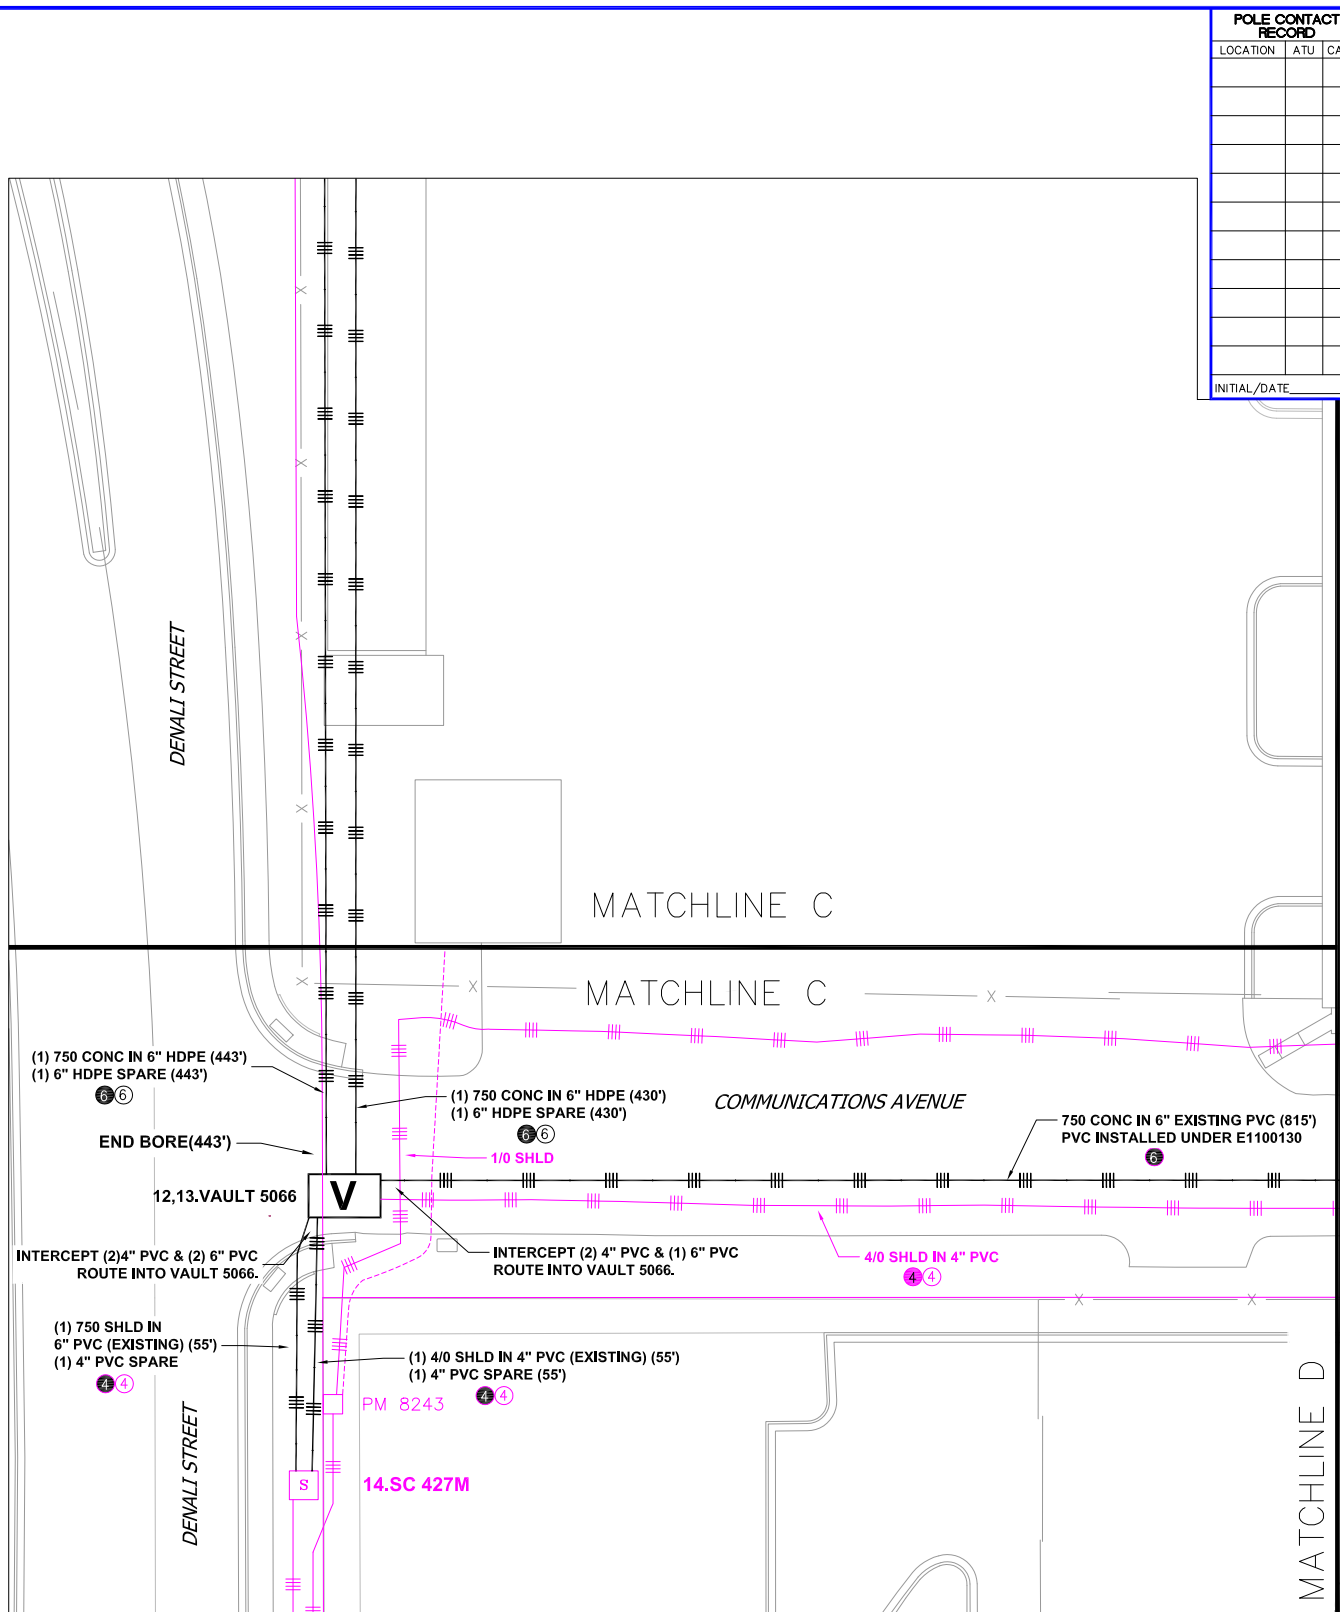 POLE CONTACT
RECORD
LOCATION ATU
INITIAL/DATE
DENALI STREET
MATCHLINE C
MATCHLINE C
(1) 750 CONC IN 6" HDPE (443')
(1) 6" HDPE SPARE (443')
6 6
(1) 750 CONC IN 6" HDPE (430')
(1) 6" HDPE SPARE (430')
6 6
COMMUNICATIONS AVENUE
750 CONC IN 6" EXISTING PVC (815')
PVC INSTALLED UNDER E1100130
6
END BORE(443')
1/0 SHLD
12,13.VAULT 5066
V
INTERCEPT (2)4" PVC & (2) 6" PVC
ROUTE INTO VAULT 5066.
INTERCEPT (2) 4" PVC & (1) 6" PVC
ROUTE INTO VAULT 5066.
4/0 SHLD IN 4" PVC
4 4
(1) 750 SHLD IN
6" PVC (EXISTING) (55')
(1) 4" PVC SPARE
4 4
(1) 4/0 SHLD IN 4" PVC (EXISTING) (55')
(1) 4" PVC SPARE (55')
4 4
PM 8243
S
14.SC 427M
DENALI STREET
MATCHLINE D